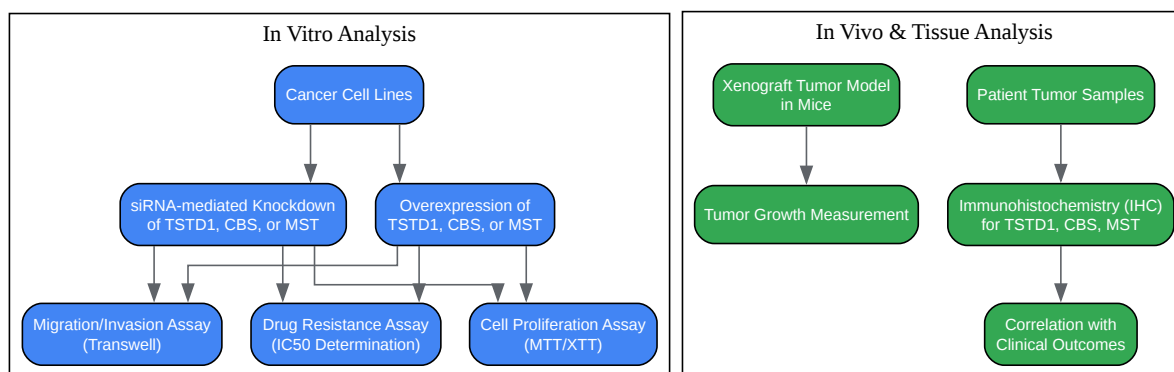 In Vitro Analysis
Cancer Cell Lines
siRNA-mediated Knockdown
of TSTD1, CBS, or MST
Overexpression of
TSTD1, CBS, or MST
Migration/Invasion Assay
(Transwell)
Drug Resistance Assay
(IC50 Determination)
Cell Proliferation Assay
(MTT/XTT)
In Vivo & Tissue Analysis
Xenograft Tumor Model
in Mice
Patient Tumor Samples
Tumor Growth Measurement
Immunohistochemistry (IHC)
for TSTD1, CBS, MST
Correlation with
Clinical Outcomes